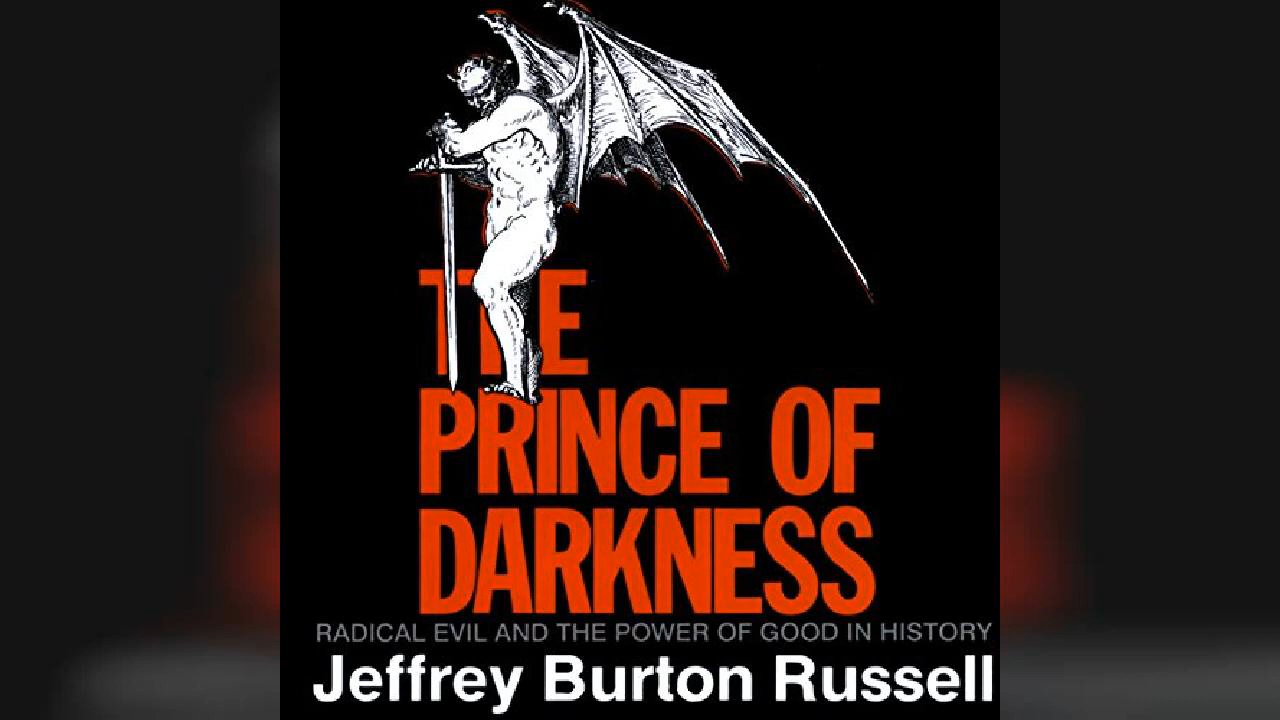 THE
PRINCE OF
DARKNESS
RADICAL EVIL AND THE POWER OF GOOD IN HISTORY
Jeffrey Burton Russell